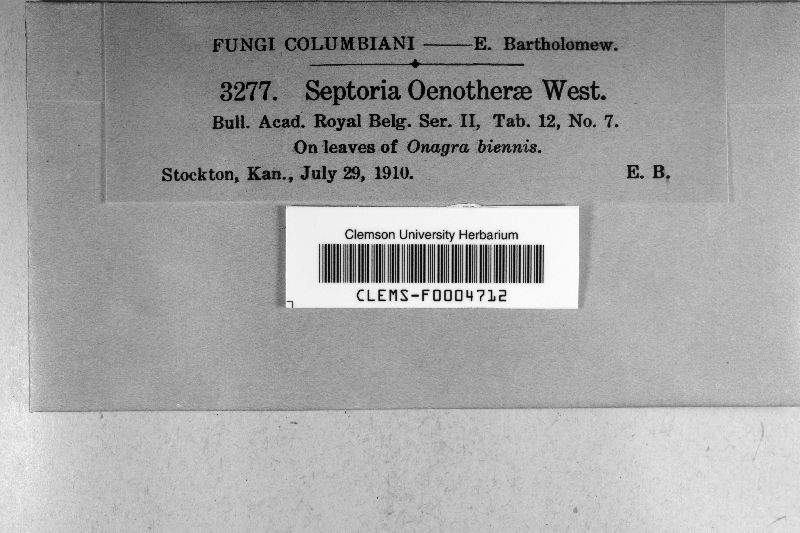 FUNGI COLUMBIANI —— E. Bartholomew.
3277. Septoria Oenotheræ West.
Bull. Acad. Royal Belg. Ser. II, Tab. 12, No. 7.
On leaves of Onagra biennis.
Stockton, Kan., July 29, 1910. E. B.
Clemson University Herbarium
CLEMS-F0004712